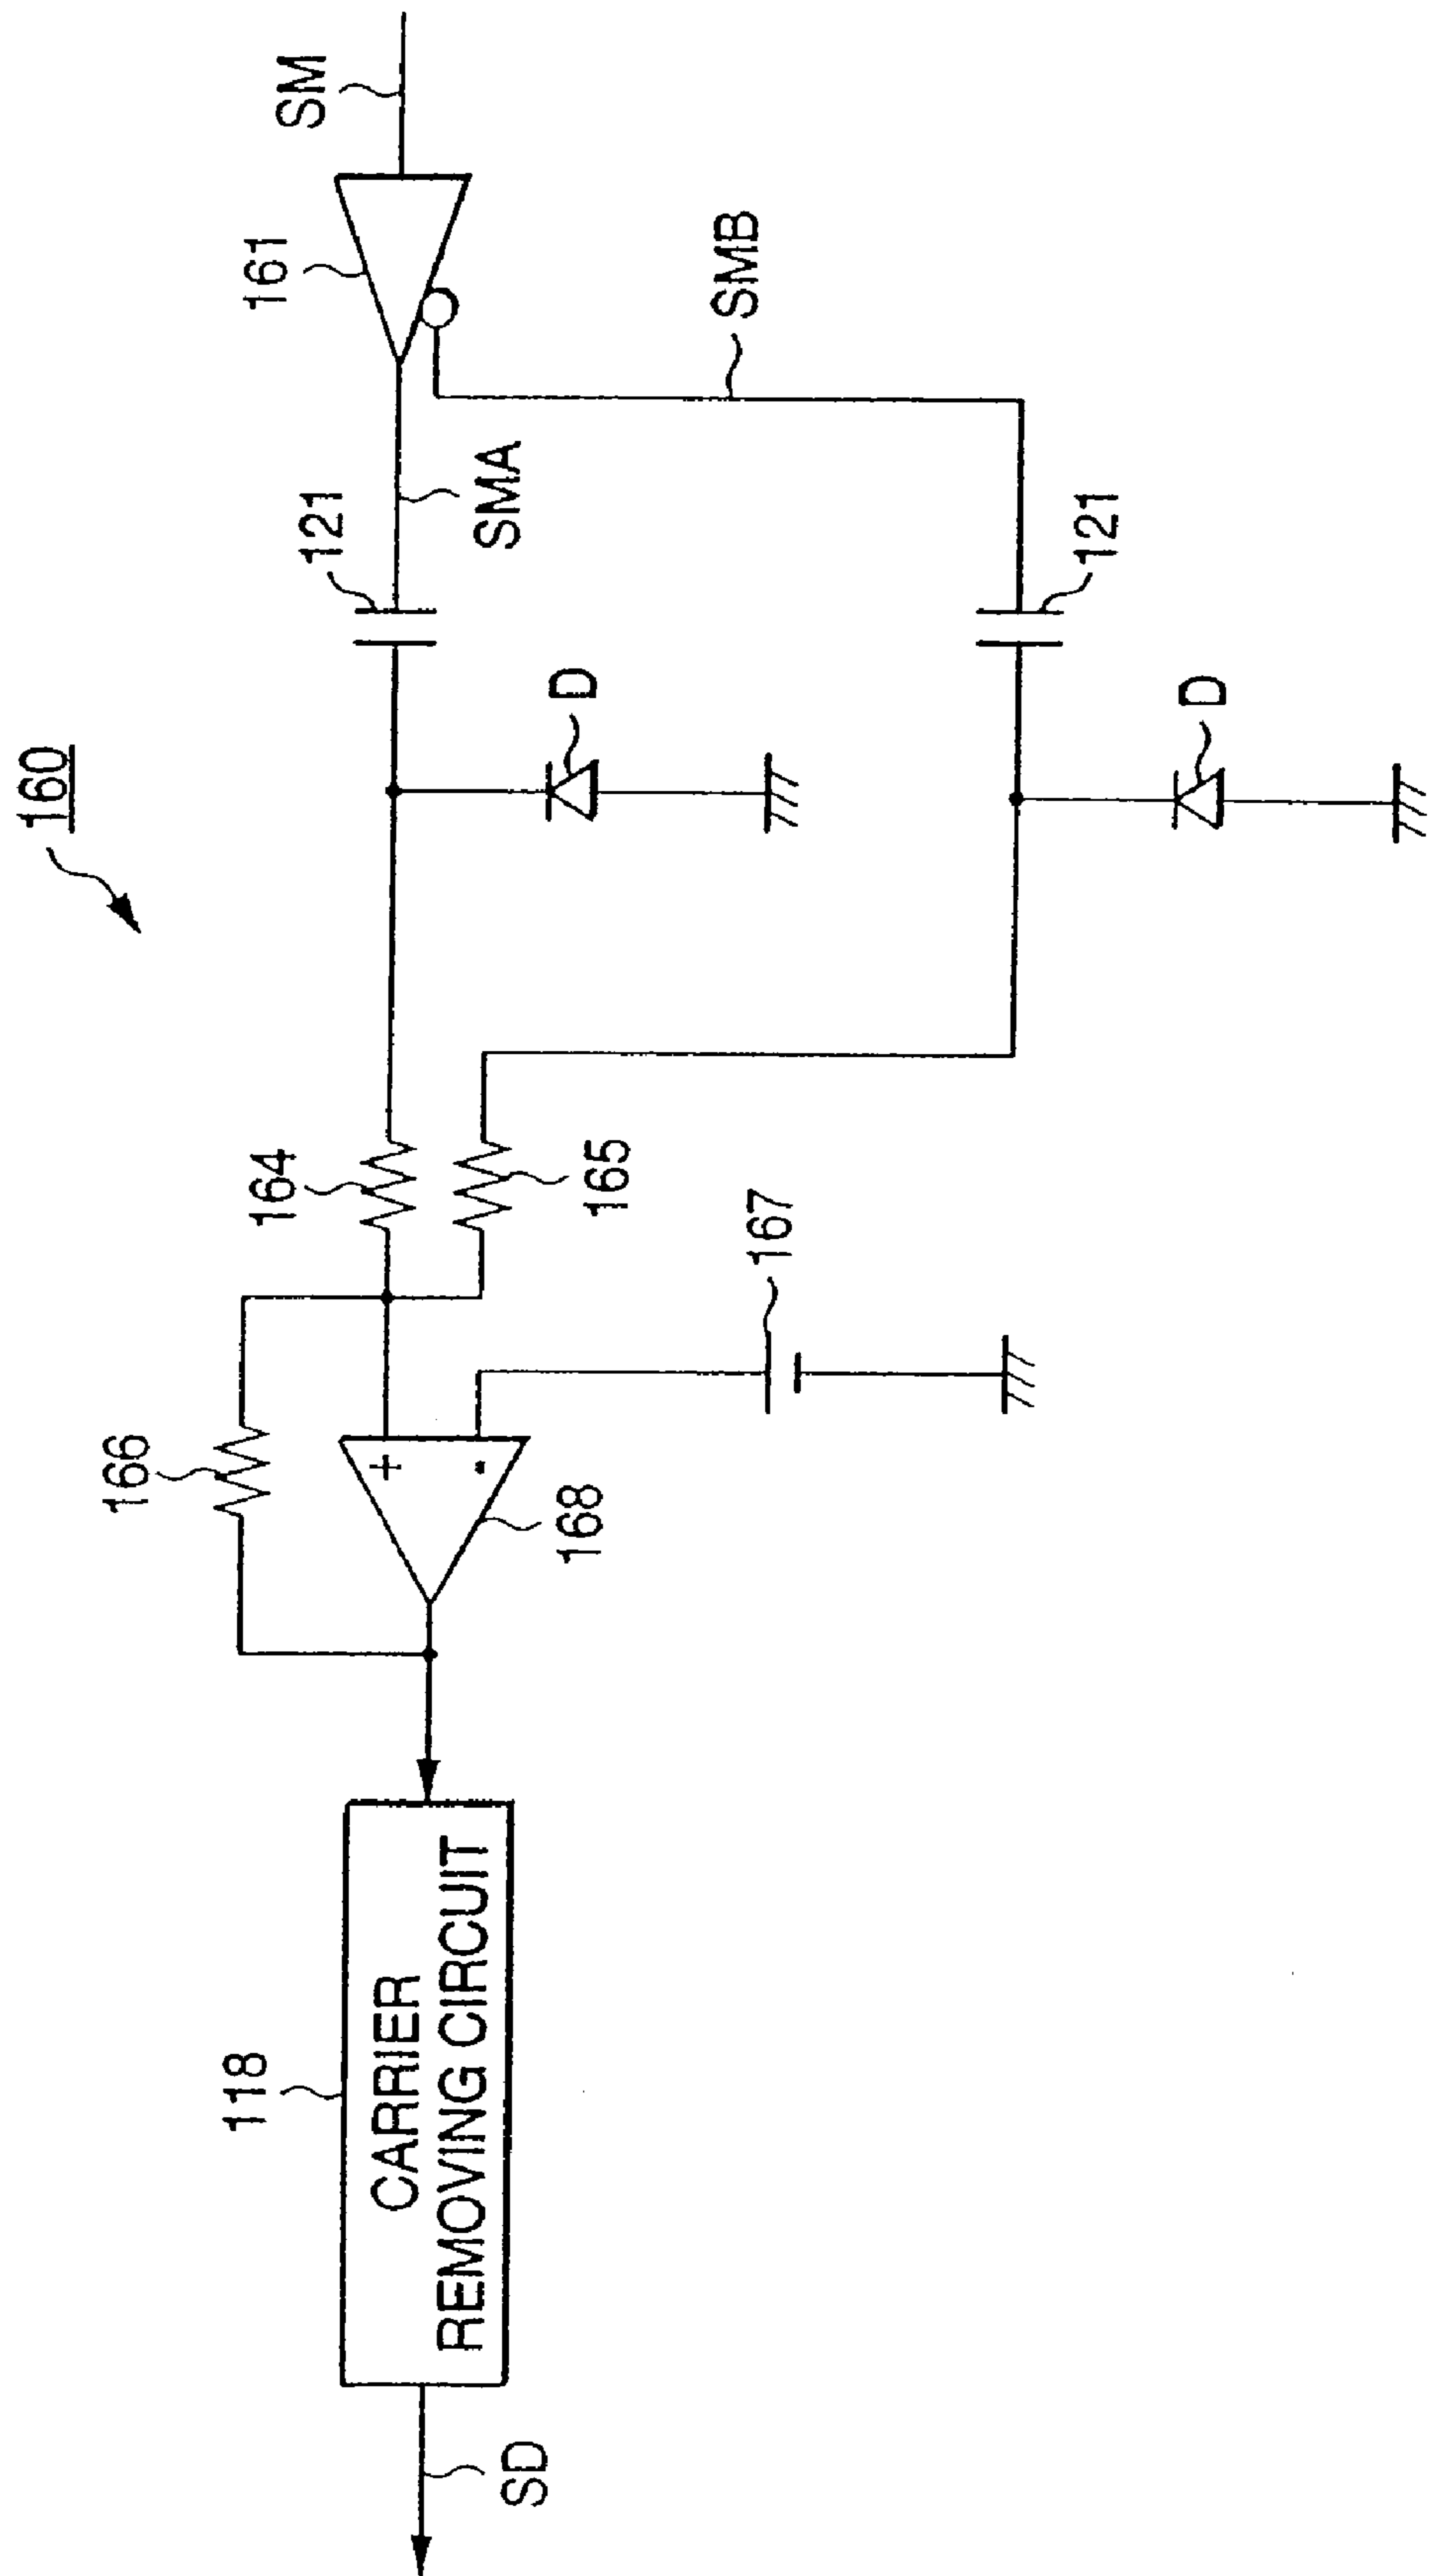 160
SM
161
SMB
SMA
121
121
D
D
164
165
167
166
+
-
168
118
CARRIER
REMOVING CIRCUIT
SD